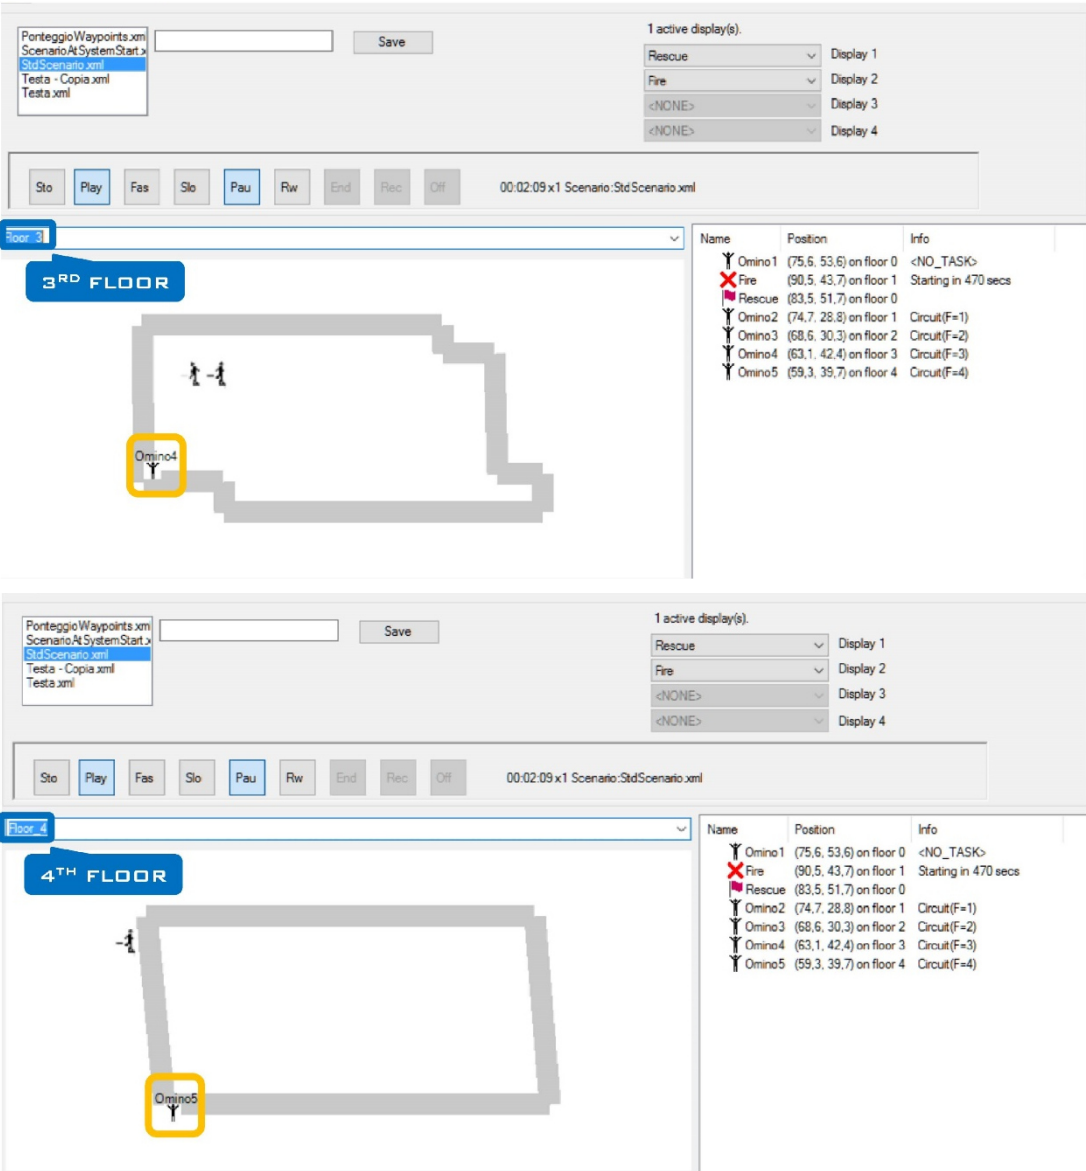 1 active display(s).
PonteggioWaypoints.xm
Save
ScenarioAtSystemStart.x
Rescue Display 1
StdScenario.xml
Testa - Copia.xml
Fire Display 2
Testa.xml
<NONE> Display 3
<NONE> Display 4
Sto Play Fas Slo Pau Rw End Rec Off 00:02:09 x1 Scenario:StdScenario.xml
Floor_3
3RD FLOOR
Name Position Info
Omino1 (75,6, 53,6) on floor 0 <NO_TASK>
Fire (90,5, 43,7) on floor 1 Starting in 470 secs
Rescue (83,5, 51,7) on floor 0
Omino2 (74,7, 28,8) on floor 1 Circuit(F=1)
Omino3 (68,6, 30,3) on floor 2 Circuit(F=2)
Omino4 (63,1, 42,4) on floor 3 Circuit(F=3)
Omino5 (59,3, 39,7) on floor 4 Circuit(F=4)
Omino4
1 active display(s).
PonteggioWaypoints.xm
Save
ScenarioAtSystemStart.x
Rescue Display 1
StdScenario.xml
Testa - Copia.xml
Fire Display 2
Testa.xml
<NONE> Display 3
<NONE> Display 4
Sto Play Fas Slo Pau Rw End Rec Off 00:02:09 x1 Scenario:StdScenario.xml
Floor_4
4TH FLOOR
Name Position Info
Omino1 (75,6, 53,6) on floor 0 <NO_TASK>
Fire (90,5, 43,7) on floor 1 Starting in 470 secs
Rescue (83,5, 51,7) on floor 0
Omino2 (74,7, 28,8) on floor 1 Circuit(F=1)
Omino3 (68,6, 30,3) on floor 2 Circuit(F=2)
Omino4 (63,1, 42,4) on floor 3 Circuit(F=3)
Omino5 (59,3, 39,7) on floor 4 Circuit(F=4)
Omino5